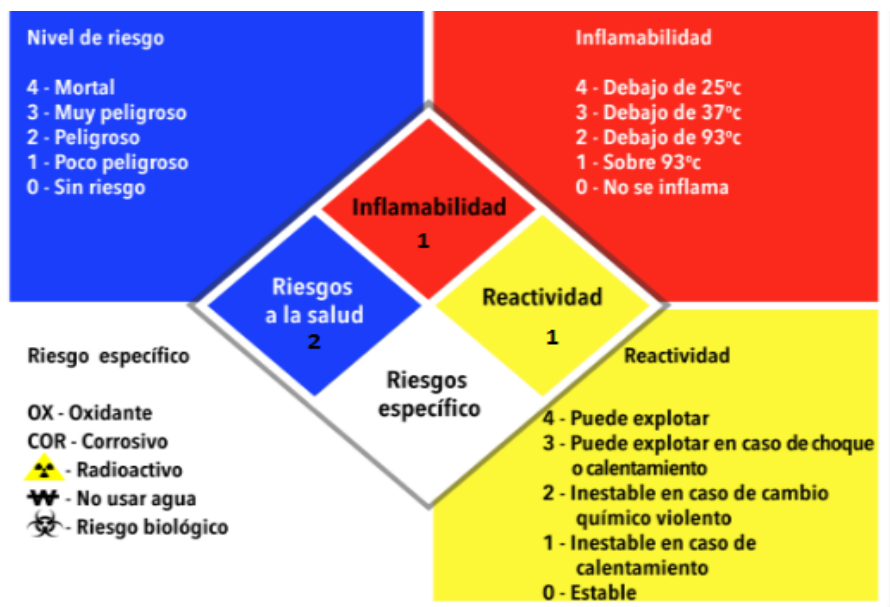 Nivel de riesgo
4 - Mortal
3 - Muy peligroso
2 - Peligroso
1 - Poco peligroso
0 - Sin riesgo
Inflamabilidad
4 - Debajo de 25ºc
3 - Debajo de 37ºc
2 - Debajo de 93ºc
1 - Sobre 93ºc
0 - No se inflama
Inflamabilidad
1
Riesgos
a la salud
2
Reactividad
1
Riesgos
específico
Riesgo específico
OX - Oxidante
COR - Corrosivo
- Radioactivo
W - No usar agua
- Riesgo biológico
Reactividad
4 - Puede explotar
3 - Puede explotar en caso de choque
o calentamiento
2 - Inestable en caso de cambio
químico violento
1 - Inestable en caso de
calentamiento
0 - Estable